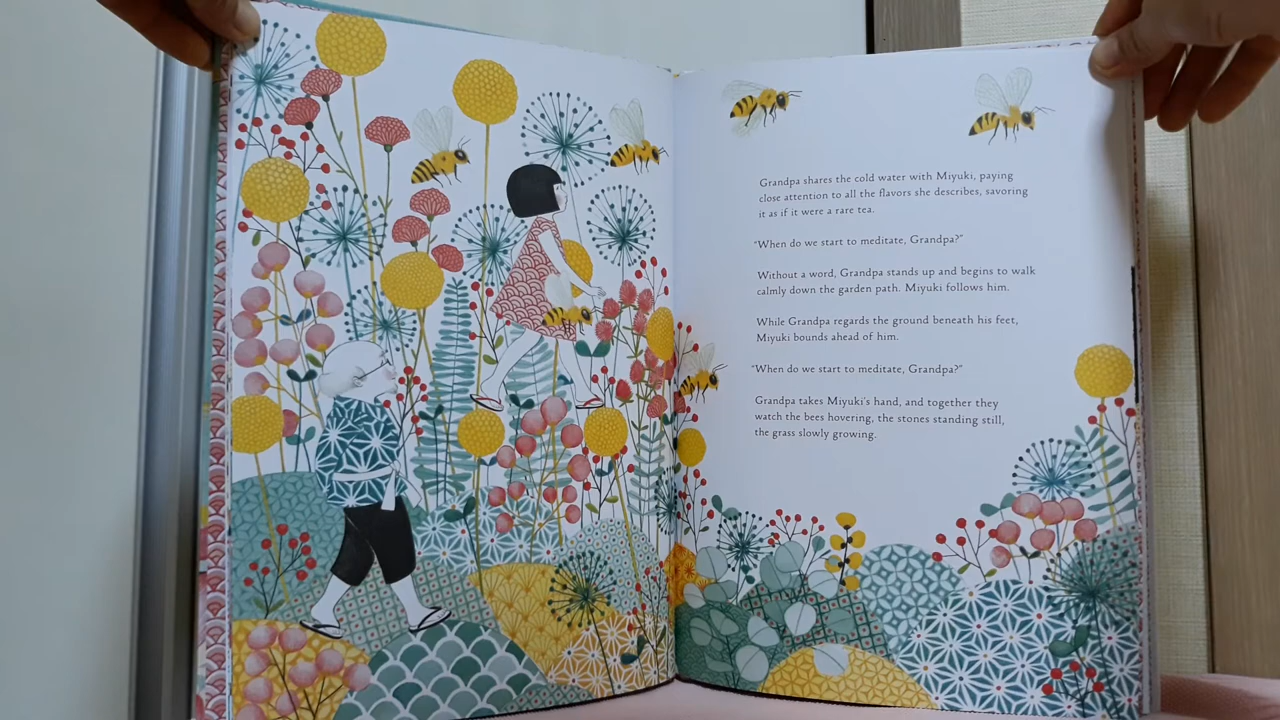 Grandpa shares the cold water with Miyuki, paying
close attention to all the flavors she describes, savoring
it as if it were a rare tea.
“When do we start to meditate, Grandpa?”
Without a word, Grandpa stands up and begins to walk
calmly down the garden path. Miyuki follows him.
While Grandpa regards the ground beneath his feet,
Miyuki bounds ahead of him.
“When do we start to meditate, Grandpa?”
Grandpa takes Miyuki’s hand, and together they
watch the bees hovering, the stones standing still,
the grass slowly growing.